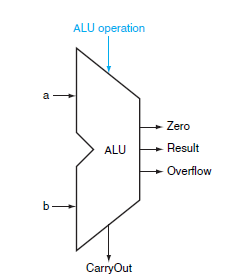 ALU operation
a
Zero
ALU
Result
Overflow
b
CarryOut